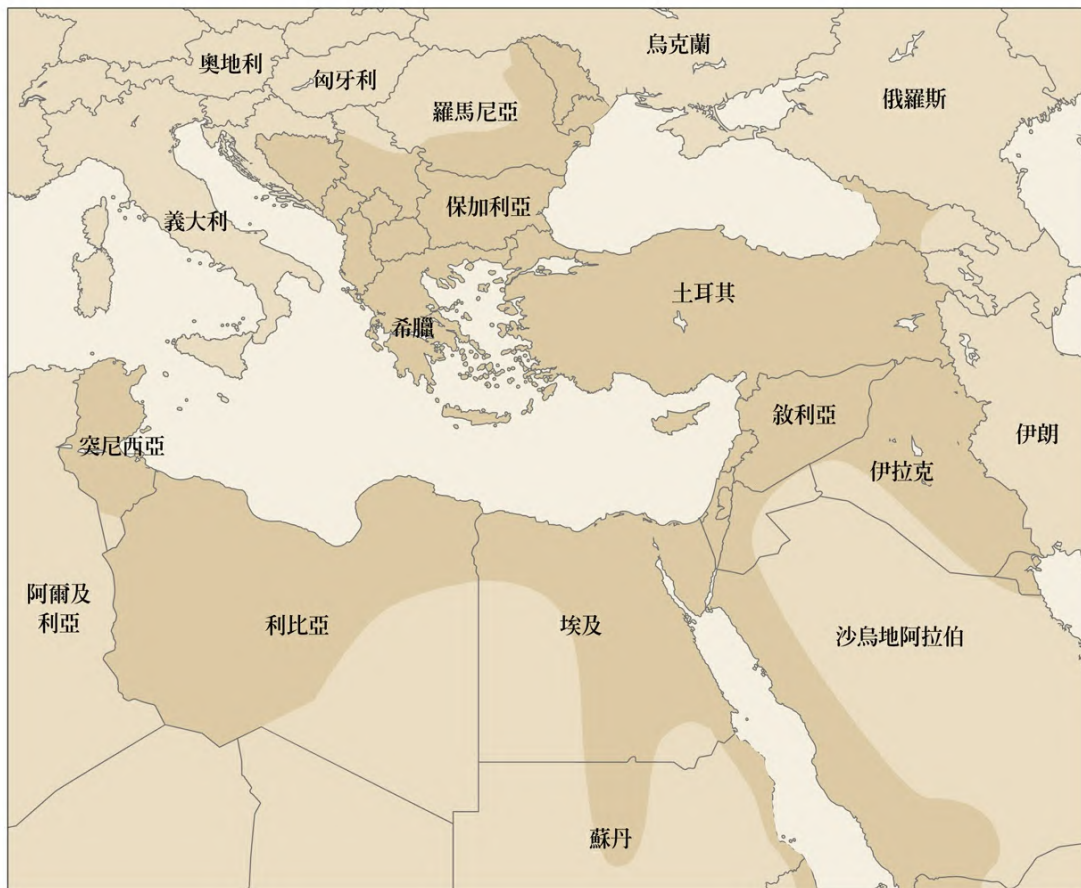 烏克蘭
奧地利
匈牙利
俄羅斯
羅馬尼亞
保加利亞
義大利
土耳其
希臘
敘利亞
伊朗
突尼西亞
伊拉克
阿爾及
利亞
利比亞
埃及
沙烏地阿拉伯
蘇丹